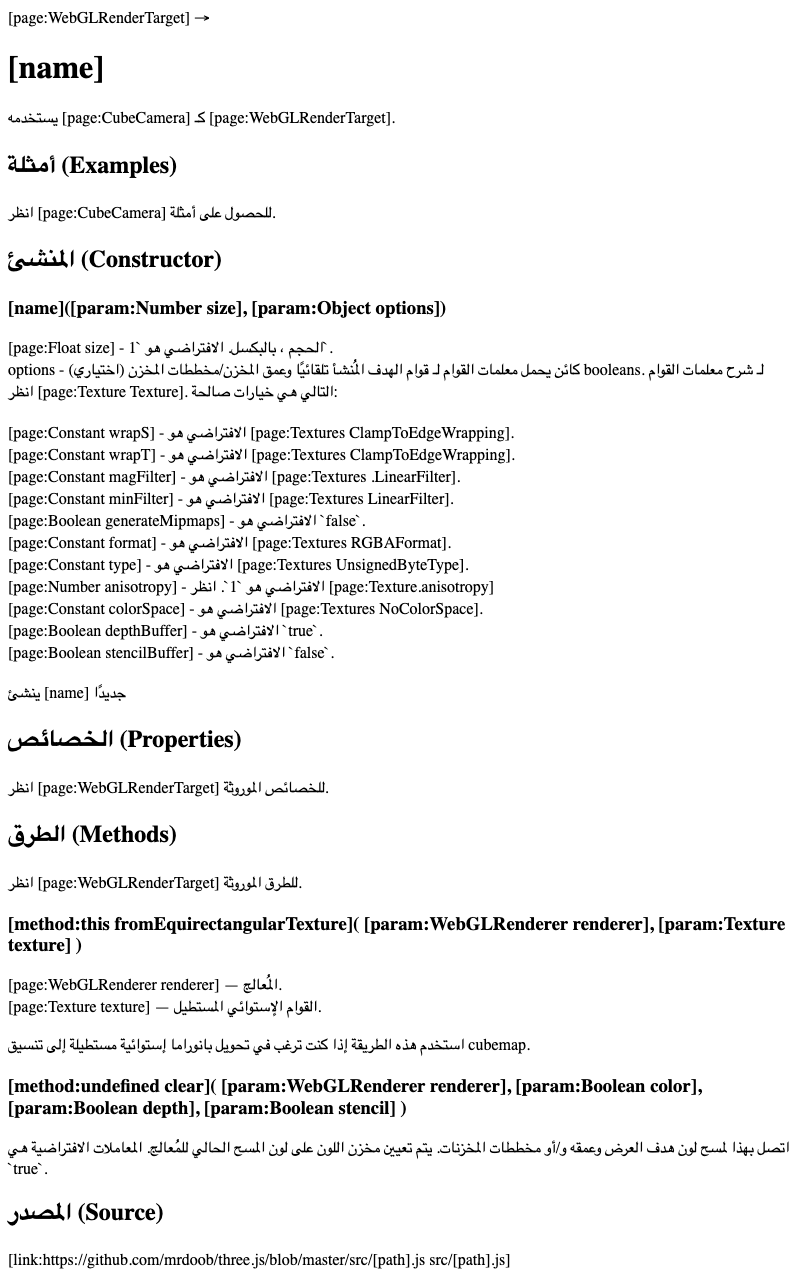 [page:WebGLRenderTarget] →
[name]
يستخدمه [page:CubeCamera] كـ [page:WebGLRenderTarget].
أمثلة (Examples)
انظر [page:CubeCamera] للحصول على أمثلة.
المنشئ (Constructor)
[name]([param:Number size], [param:Object options])
[page:Float size] - الحجم ، بالبكسل. الافتراضي هو `1`.
options - (اختياري) كائن يحمل معلمات القوام لـ قوام الهدف المُنشأ تلقائيًا وعمق المخزن/مخططات المخزن booleans. لـ شرح معلمات القوام
انظر [page:Texture Texture]. التالي هي خيارات صالحة:
[page:Constant wrapS] - الافتراضي هو [page:Textures ClampToEdgeWrapping].
[page:Constant wrapT] - الافتراضي هو [page:Textures ClampToEdgeWrapping].
[page:Constant magFilter] - الافتراضي هو [page:Textures .LinearFilter].
[page:Constant minFilter] - الافتراضي هو [page:Textures LinearFilter].
[page:Boolean generateMipmaps] - الافتراضي هو `false`.
[page:Constant format] - الافتراضي هو [page:Textures RGBAFormat].
[page:Constant type] - الافتراضي هو [page:Textures UnsignedByteType].
[page:Number anisotropy] - الافتراضي هو `1`. انظر [page:Texture.anisotropy]
[page:Constant colorSpace] - الافتراضي هو [page:Textures NoColorSpace].
[page:Boolean depthBuffer] - الافتراضي هو `true`.
[page:Boolean stencilBuffer] - الافتراضي هو `false`.
ينشئ [name] جديدًا
الخصائص (Properties)
انظر [page:WebGLRenderTarget] للخصائص الموروثة.
الطرق (Methods)
انظر [page:WebGLRenderTarget] للطرق الموروثة.
[method:this fromEquirectangularTexture]( [param:WebGLRenderer renderer], [param:Texture
texture] )
[page:WebGLRenderer renderer] — المُعالج.
[page:Texture texture] — القوام الإستوائي المستطيل.
استخدم هذه الطريقة إذا كنت ترغب في تحويل بانوراما إستوائية مستطيلة إلى تنسيق cubemap.
[method:undefined clear]( [param:WebGLRenderer renderer], [param:Boolean color],
[param:Boolean depth], [param:Boolean stencil] )
اتصل بهذا لمسح لون هدف العرض وعمقه و/أو مخططات المخزنات. يتم تعيين مخزن اللون على لون المسح الحالي للمُعالج. المعاملات الافتراضية هي
`true`.
المصدر (Source)
[link:https://github.com/mrdoob/three.js/blob/master/src/[path].js src/[path].js]